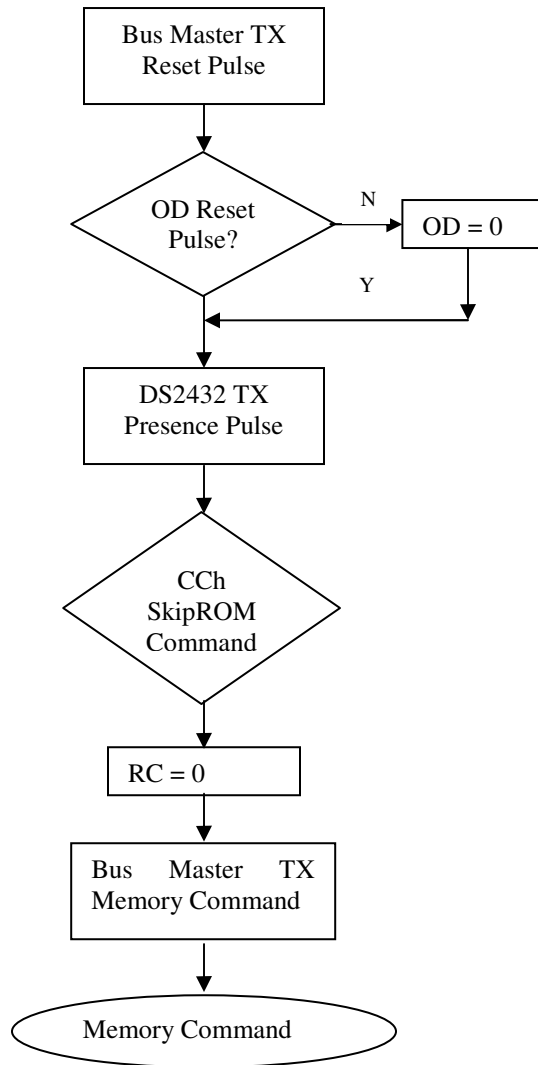 Bus Master TX
Reset Pulse
OD Reset
Pulse?
N
OD = 0
Y
DS2432 TX
Presence Pulse
CCh
SkipROM
Command
RC = 0
Bus Master TX
Memory Command
Memory Command